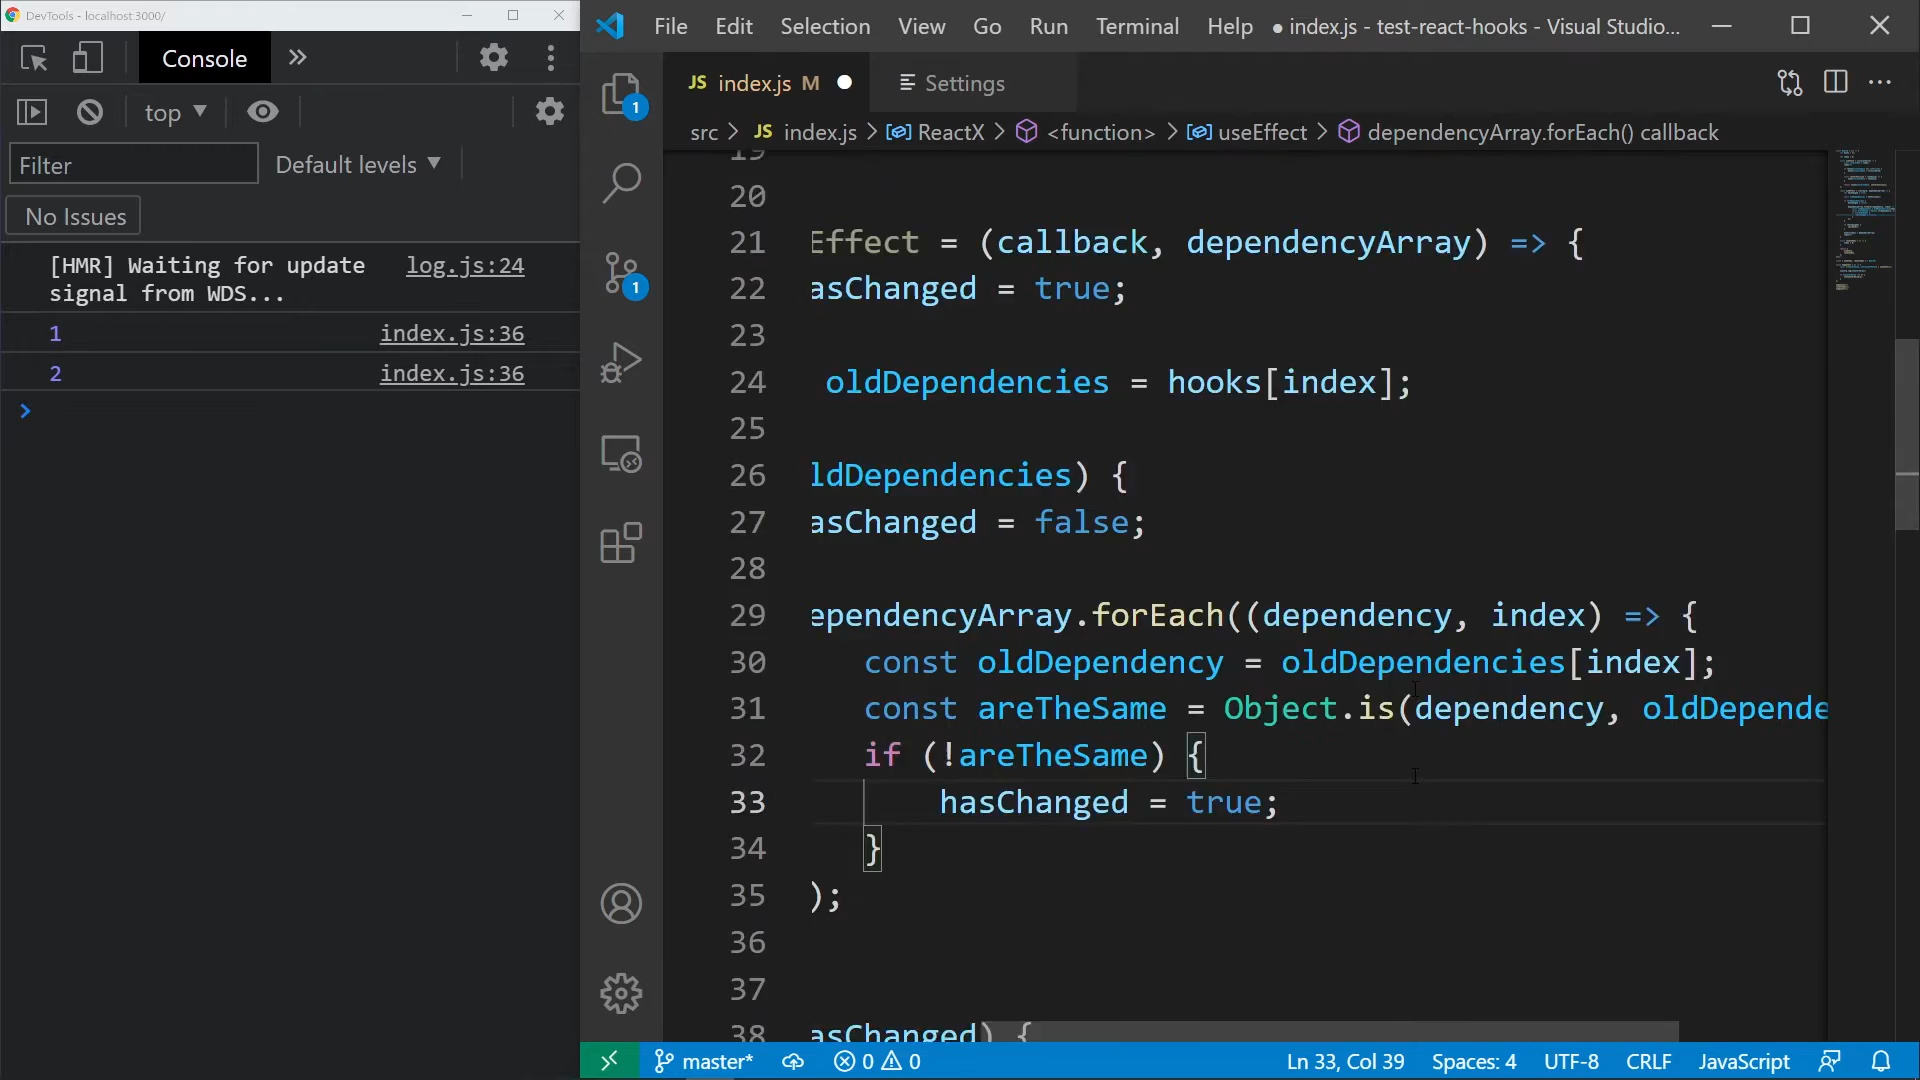 DevTools - localhost:3000/
Console
top
Filter
Default levels
No Issues
[HMR] Waiting for update
signal from WDS...
log.js:24
1 index.js:36
2 index.js:36
File Edit Selection View Go Run Terminal Help
● index.js - test-react-hooks - Visual Studio...
JS index.js M
Settings
src > JS index.js > ReactX > <function> > useEffect > dependencyArray.forEach() callback
1
1
19
20
21 Effect = (callback, dependencyArray) => {
22 asChanged = true;
23
24 oldDependencies = hooks[index];
25
26 ldDependencies) {
27 asChanged = false;
28
29 ependencyArray.forEach((dependency, index) => {
30 const oldDependency = oldDependencies[index];
31 const areTheSame = Object.is(dependency, oldDepende
32 if (!areTheSame) {
33 hasChanged = true;
34 }
35 );
36
37
38 asChanged) {
master* 0 0 Ln 33, Col 39 Spaces: 4 UTF-8 CRLF JavaScript